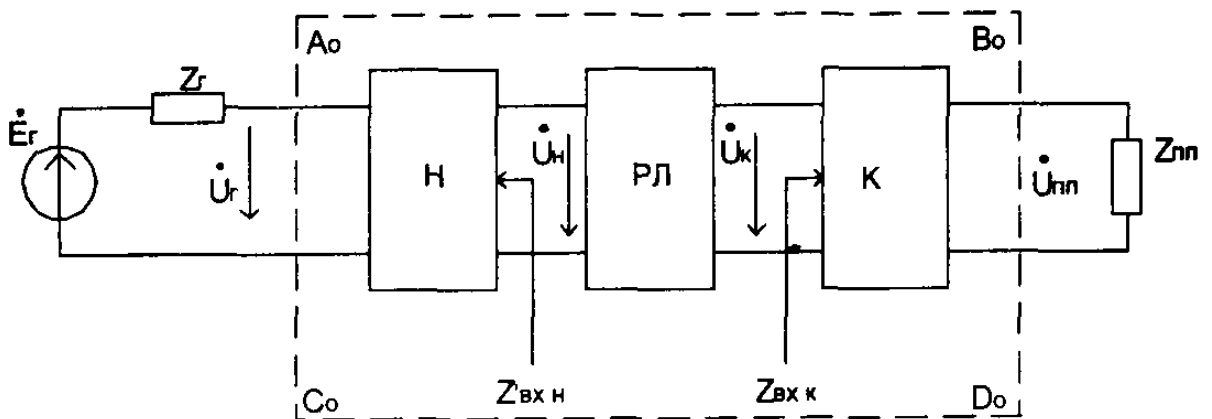 Aо
Bо
Zг
Ėг
U̇г
Н
U̇н
РЛ
U̇к
К
U̇пп
Zпп
Cо
Z'вх н
Zвх к
Dо